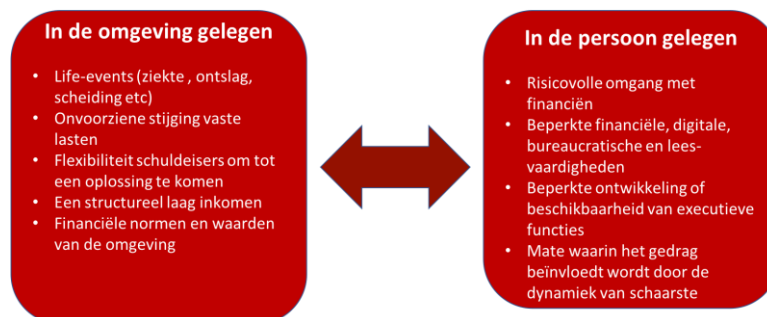 In de omgeving gelegen
• Life-events (ziekte , ontslag,
scheiding etc)
• Onvoorziene stijging vaste
lasten
• Flexibiliteit schuldeisers om tot
een oplossing te komen
• Een structureel laag inkomen
• Financiële normen en waarden
van de omgeving
In de persoon gelegen
• Risicovolle omgang met
financiën
• Beperkte financiële, digitale,
bureaucratische en lees-
vaardigheden
• Beperkte ontwikkeling of
beschikbaarheid van executieve
functies
• Mate waarin het gedrag
beïnvloedt wordt door de
dynamiek van schaarste